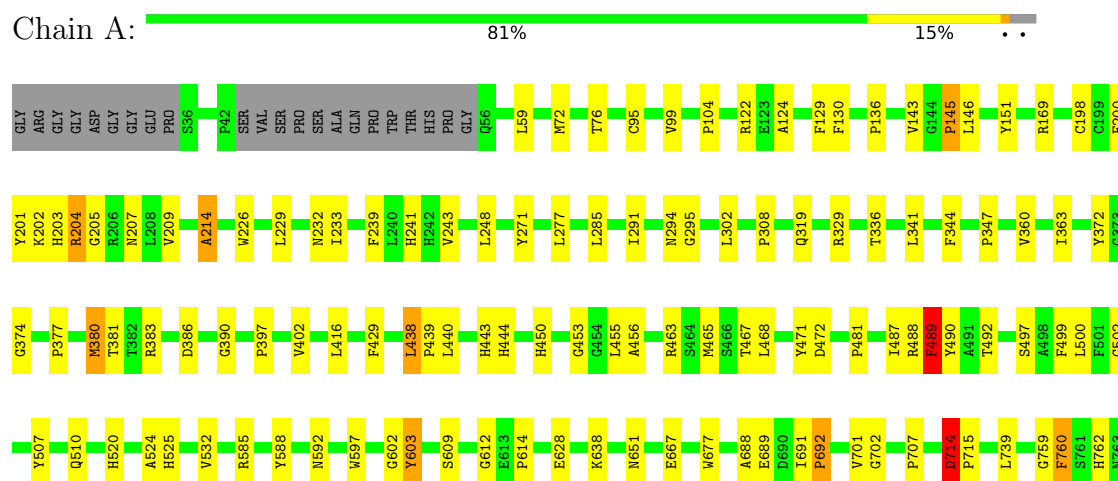 Chain A:
81% 15% • •
GLY ARG GLY GLY ASP GLY GLY GLU PRO S36 P42 SER VAL SER PRO SER ALA GLN PRO TRP THR HIS PRO GLY Q56 L59 M72 T76 C95 V99 P104 R122 E123 A124 F129 F130 P136 V143 G144 P145 L146 Y151 R169 C198 C199 E200
Y201 K202 H203 R204 G205 R206 N207 L208 V209 A214 W226 L229 N232 I233 F239 L240 H241 H242 V243 L248 Y271 L277 L285 I291 N294 G295 L302 P308 Q319 R329 T336 L341 F344 P347 V360 I363 Y372 G373
G374 P377 M380 T381 T382 R383 D386 G390 P397 V402 L416 F429 L438 P439 L440 H443 H444 H450 G453 G454 L455 A456 R463 S464 M465 S466 T467 L468 Y471 D472 P481 I487 R488 F489 Y490 A491 T492 S497 A498 F499 L500 F501 G502
Y507 Q510 H520 A524 H525 V532 R585 Y588 N592 W597 G602 Y603 S609 G612 E613 P614 E628 K638 N651 E667 W677 A688 E689 D690 I691 P692 V701 G702 P707 D714 P715 L739 G759 F760 S761 H762